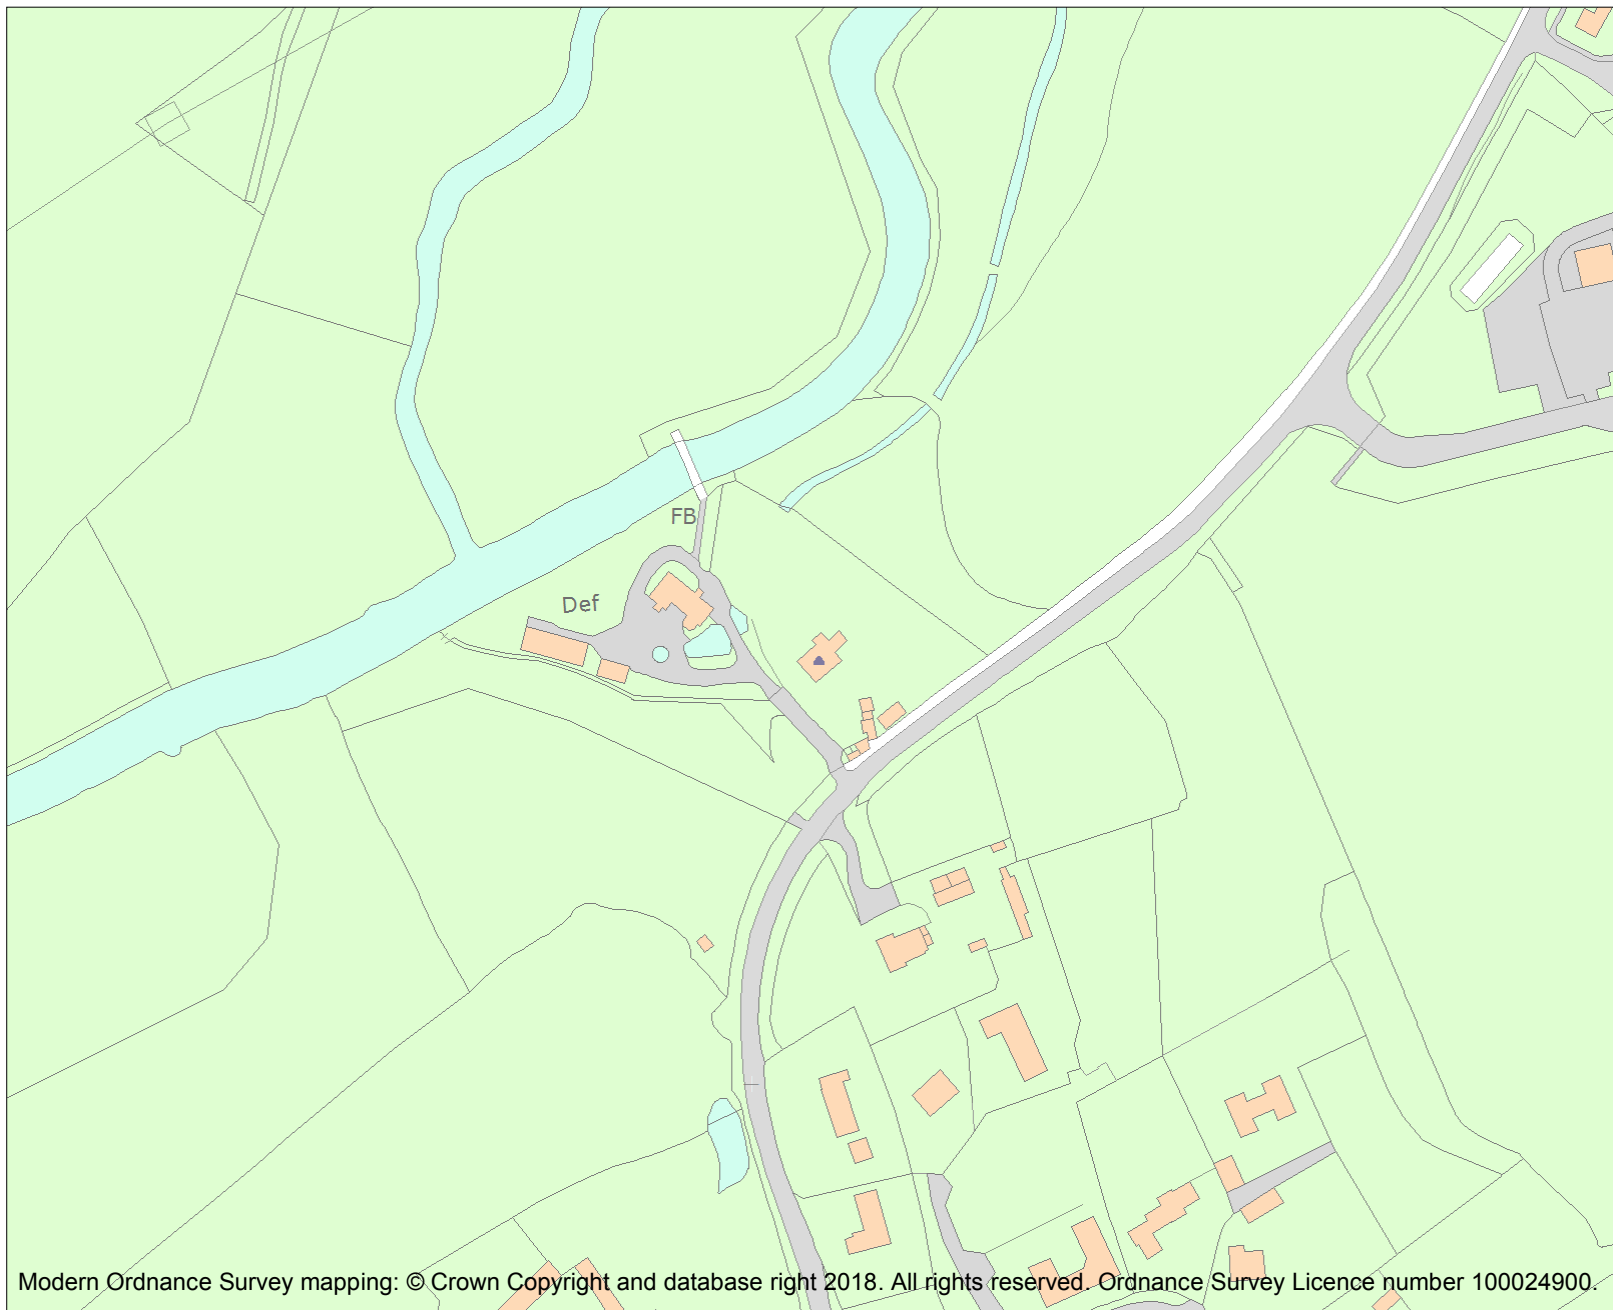 FB
Def
Modern Ordnance Survey mapping: © Crown Copyright and database right 2018. All rights reserved. Ordnance Survey Licence number 100024900.